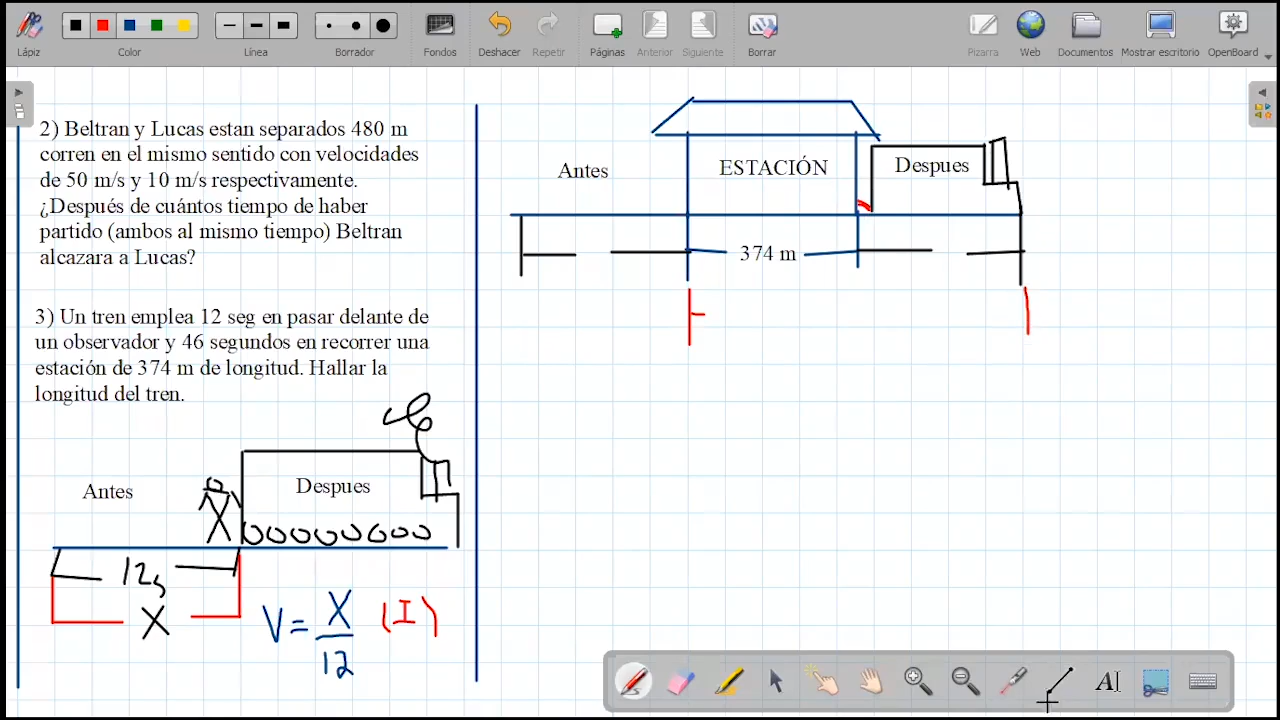 Lápiz
Color
Línea
Borrador
Fondos
Deshacer
Repetir
Páginas
Anterior
Siguiente
Borrar
Pizarra
Web
Documentos
Mostrar escritorio
OpenBoard
2) Beltran y Lucas estan separados 480 m
corren en el mismo sentido con velocidades
de 50 m/s y 10 m/s respectivamente.
¿Después de cuántos tiempo de haber
partido (ambos al mismo tiempo) Beltran
alcazara a Lucas?
3) Un tren emplea 12 seg en pasar delante de
un observador y 46 segundos en recorrer una
estación de 374 m de longitud. Hallar la
longitud del tren.
Antes
Despues
12s
X
V = X/12 (I)
Antes
ESTACIÓN
Despues
374 m
AI